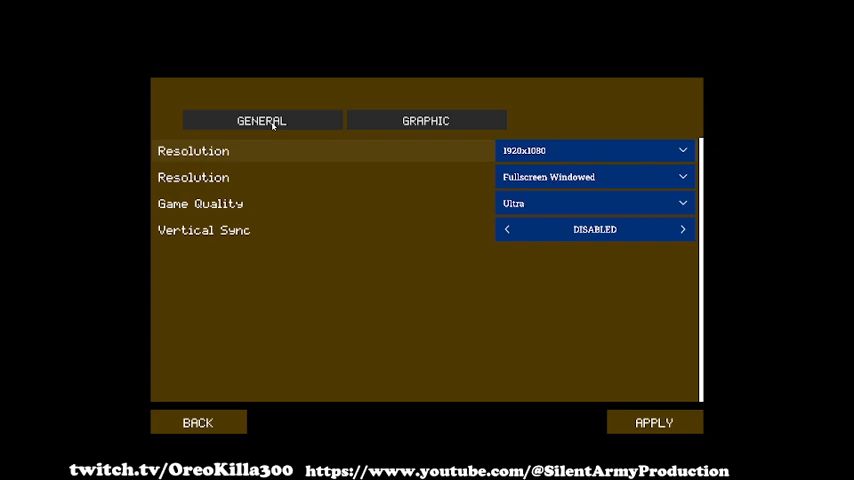 GENERAL GRAPHIC
Resolution 1920x1080
Resolution Fullscreen Windowed
Game Quality Ultra
Vertical Sync DISABLED
BACK APPLY
twitch.tv/OreoKilla300 https://www.youtube.com/@SilentArmyProduction